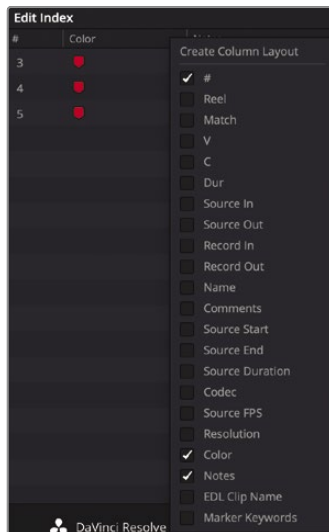 Edit Index
# Color
Create Column Layout
3
4
5
#
Reel
Match
V
C
Dur
Source In
Source Out
Record In
Record Out
Name
Comments
Source Start
Source End
Source Duration
Codec
Source FPS
Resolution
Color
Notes
EDL Clip Name
Marker Keywords
DaVinci Resolve